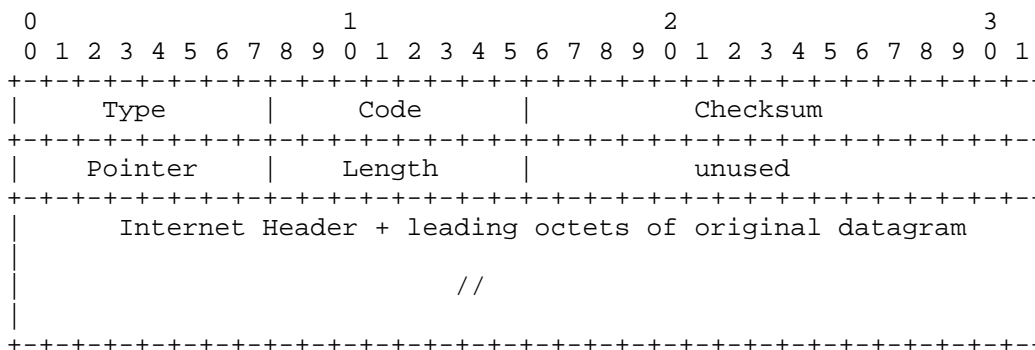 0                   1                   2                   3
0 1 2 3 4 5 6 7 8 9 0 1 2 3 4 5 6 7 8 9 0 1 2 3 4 5 6 7 8 9 0 1
+-+-+-+-+-+-+-+-+-+-+-+-+-+-+-+-+-+-+-+-+-+-+-+-+-+-+-+-+-+-+-+-
|     Type      |     Code      |          Checksum
+-+-+-+-+-+-+-+-+-+-+-+-+-+-+-+-+-+-+-+-+-+-+-+-+-+-+-+-+-+-+-+-
|    Pointer    |    Length     |          unused
+-+-+-+-+-+-+-+-+-+-+-+-+-+-+-+-+-+-+-+-+-+-+-+-+-+-+-+-+-+-+-+-
|      Internet Header + leading octets of original datagram
|
|                           //
|
+-+-+-+-+-+-+-+-+-+-+-+-+-+-+-+-+-+-+-+-+-+-+-+-+-+-+-+-+-+-+-+-